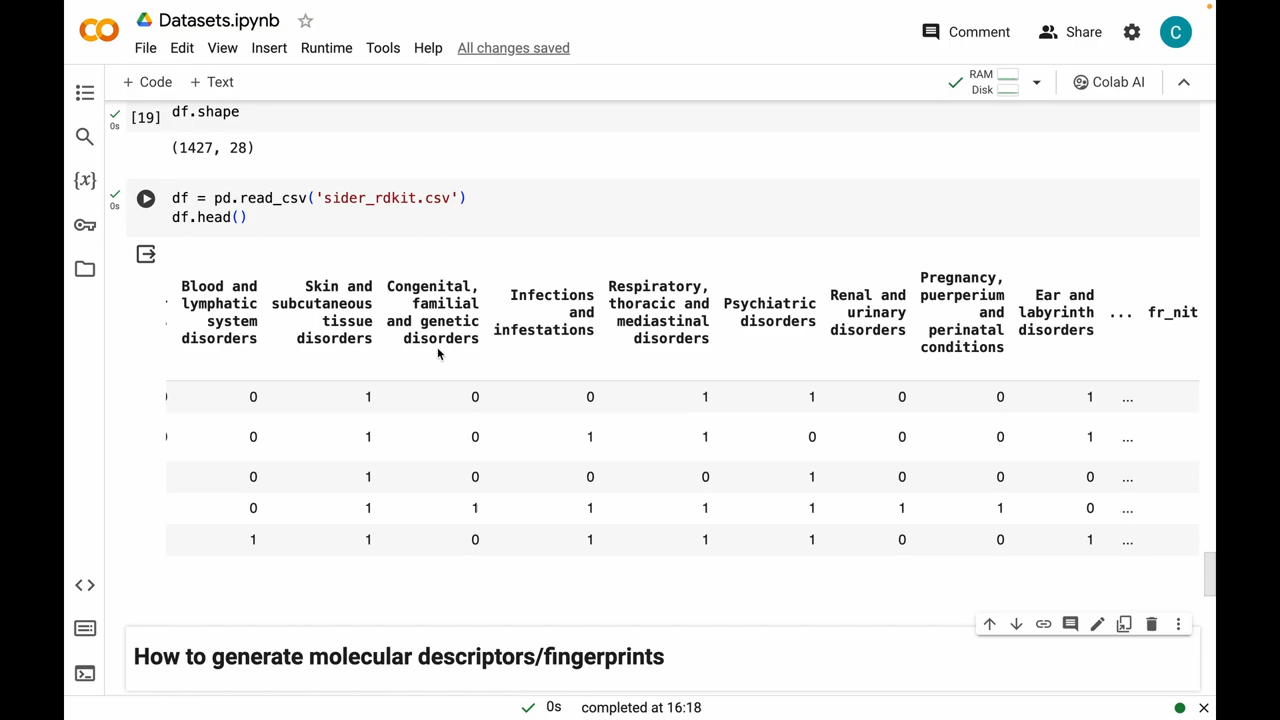 Datasets.ipynb
File Edit View Insert Runtime Tools Help All changes saved
Comment Share C
+ Code + Text
RAM
Disk
Colab AI
[19] df.shape
0s
(1427, 28)
df = pd.read_csv('sider_rdkit.csv')
0s
df.head()
Blood and lymphatic system disorders
Skin and subcutaneous tissue disorders
Congenital, familial and genetic disorders
Infections and infestations
Respiratory, thoracic and mediastinal disorders
Psychiatric disorders
Renal and urinary disorders
Pregnancy, puerperium and perinatal conditions
Ear and labyrinth disorders
...
fr_nit
0 1 0 0 1 1 0 0 1 ...
0 1 0 1 1 0 0 0 1 ...
0 1 0 0 0 1 0 0 0 ...
0 1 1 1 1 1 1 1 0 ...
1 1 0 1 1 1 0 0 1 ...
How to generate molecular descriptors/fingerprints
0s completed at 16:18